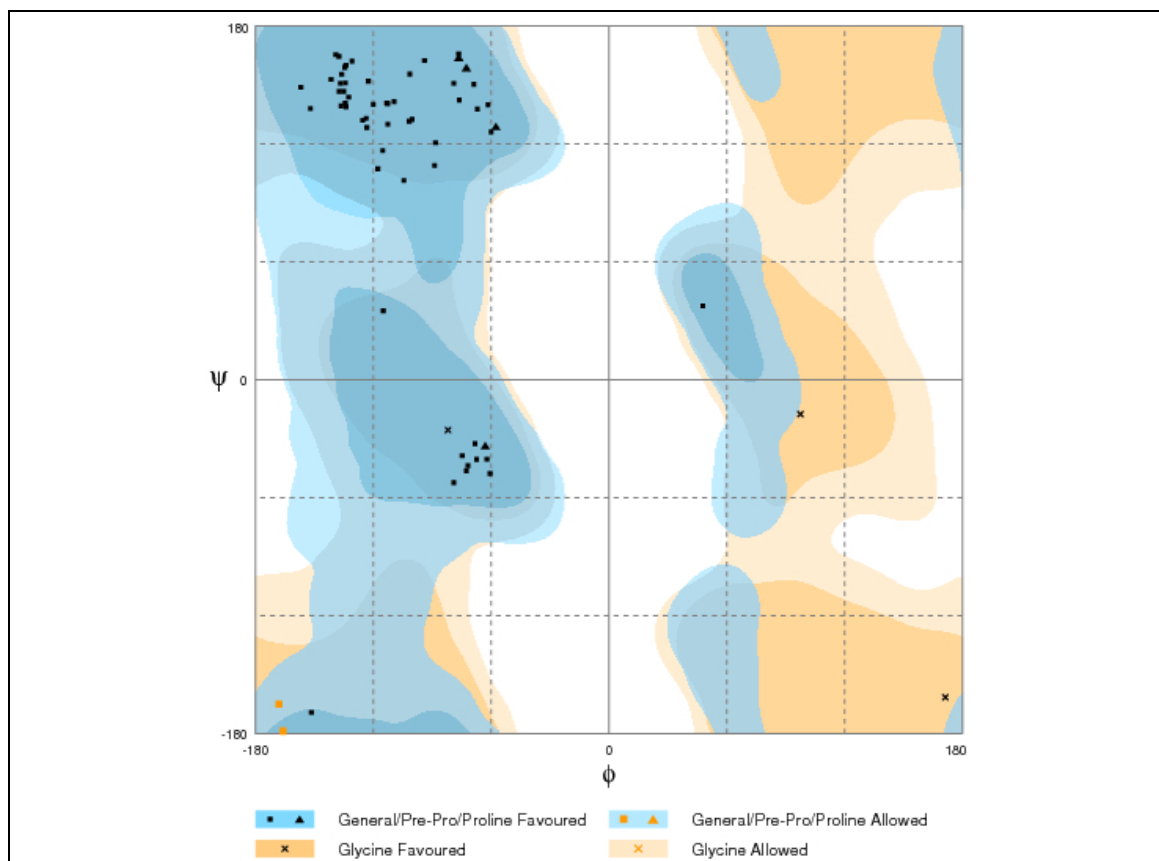 180
ψ 0
-180
-180 0 180
ϕ
General/Pre-Pro/Proline Favoured General/Pre-Pro/Proline Allowed
Glycine Favoured Glycine Allowed